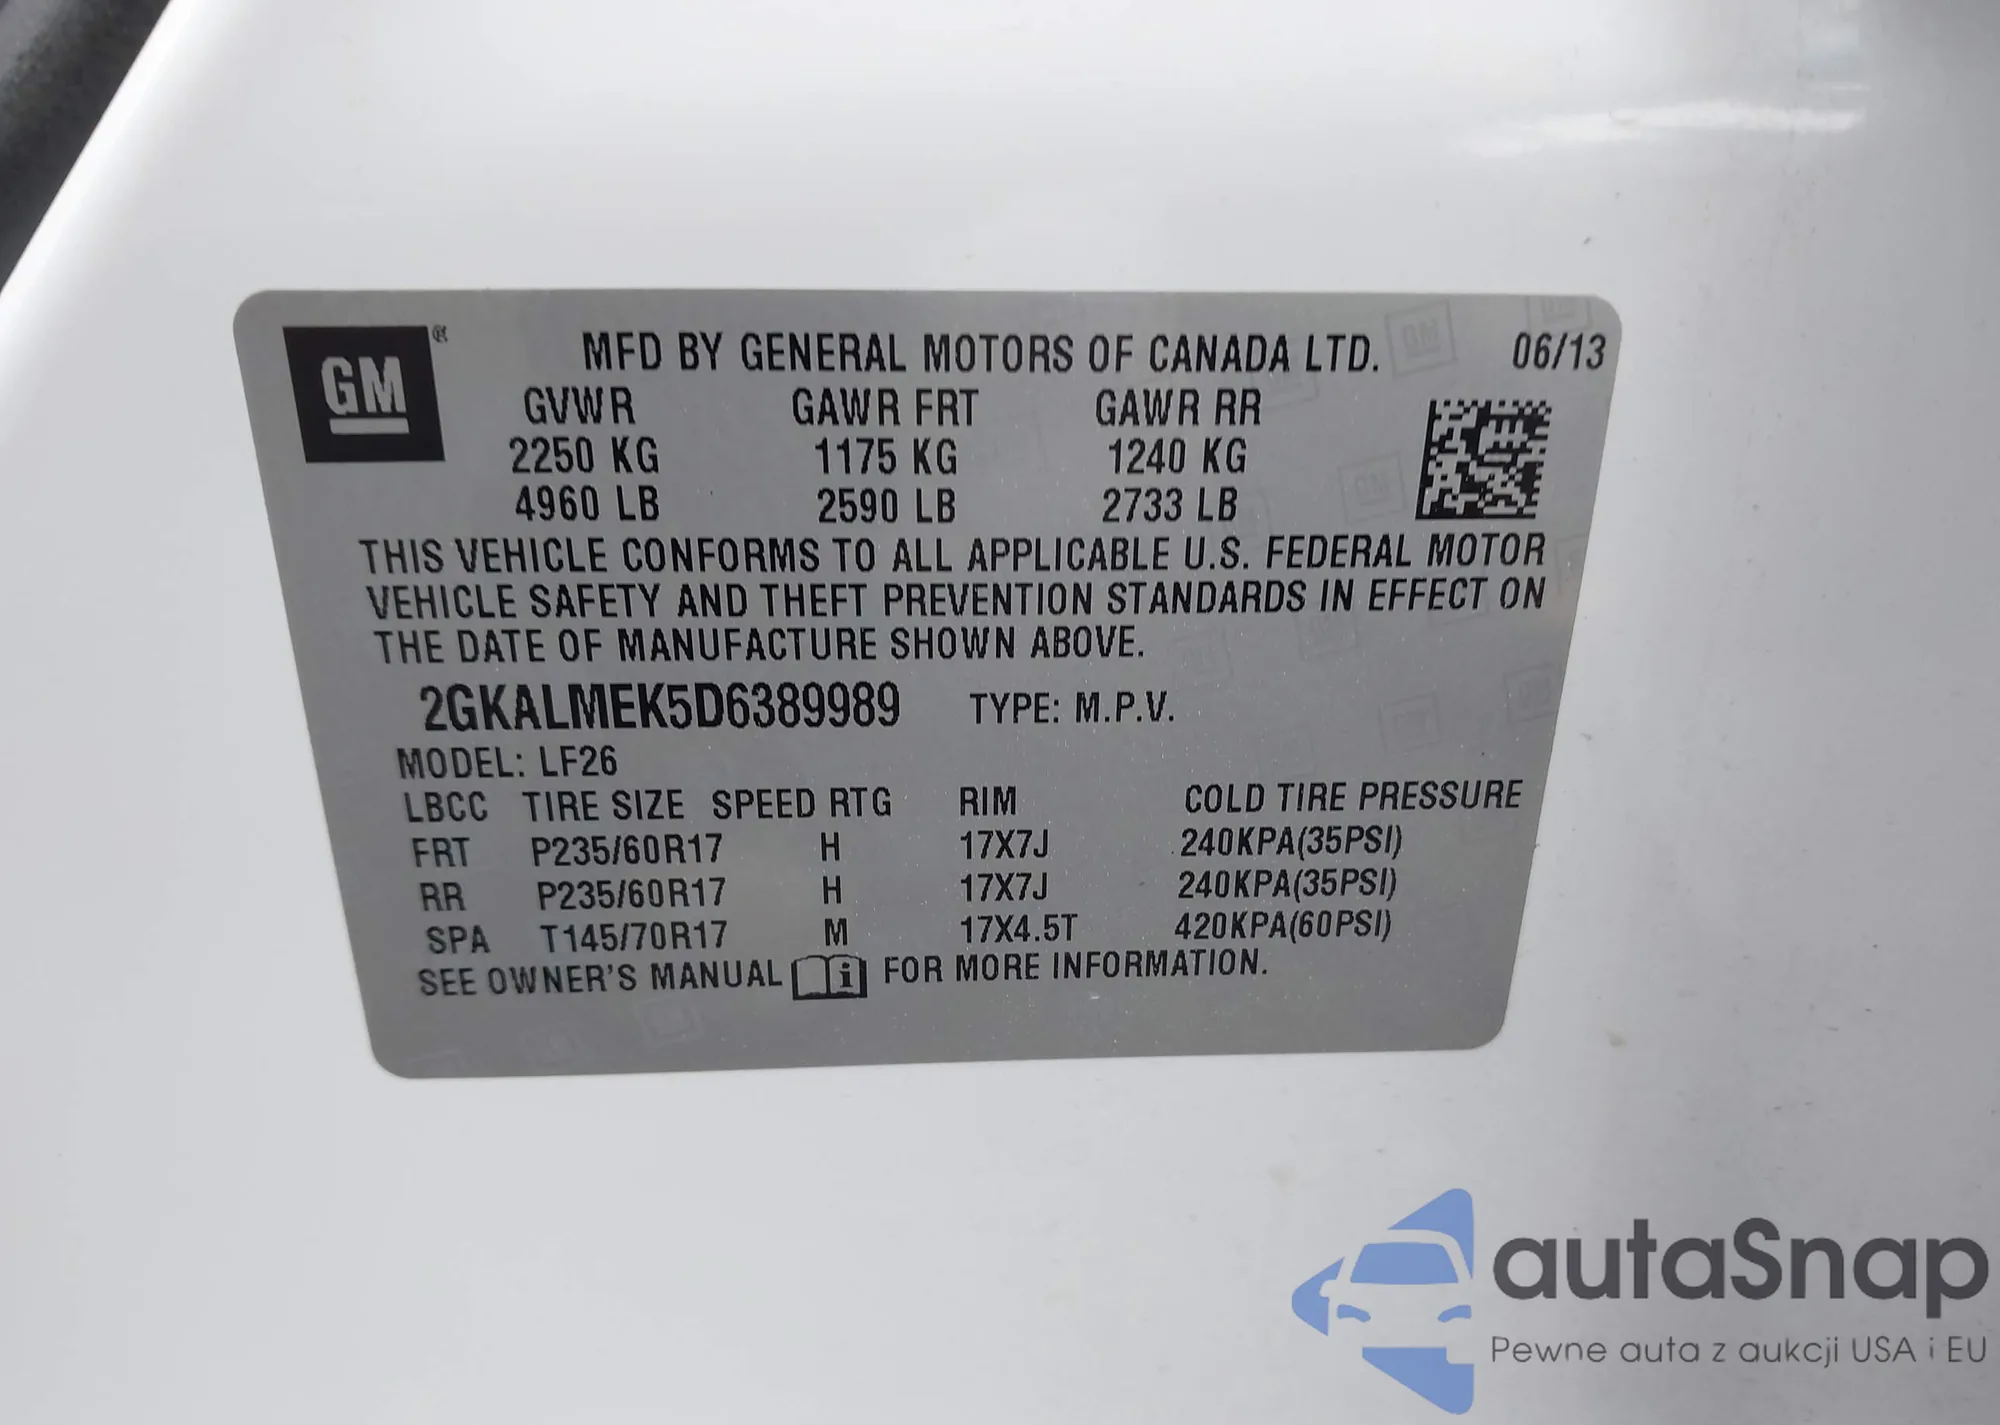 GM
MFD BY GENERAL MOTORS OF CANADA LTD. 06/13
GVWR GAWR FRT GAWR RR
2250 KG 1175 KG 1240 KG
4960 LB 2590 LB 2733 LB
THIS VEHICLE CONFORMS TO ALL APPLICABLE U.S. FEDERAL MOTOR
VEHICLE SAFETY AND THEFT PREVENTION STANDARDS IN EFFECT ON
THE DATE OF MANUFACTURE SHOWN ABOVE.
2GKALMEK5D6389989 TYPE: M.P.V.
MODEL: LF26
LBCC TIRE SIZE SPEED RTG RIM COLD TIRE PRESSURE
FRT P235/60R17 H 17X7J 240KPA(35PSI)
RR P235/60R17 H 17X7J 240KPA(35PSI)
SPA T145/70R17 M 17X4.5T 420KPA(60PSI)
SEE OWNER'S MANUAL i FOR MORE INFORMATION.
autaSnap
Pewne auta z aukcji USA i EU